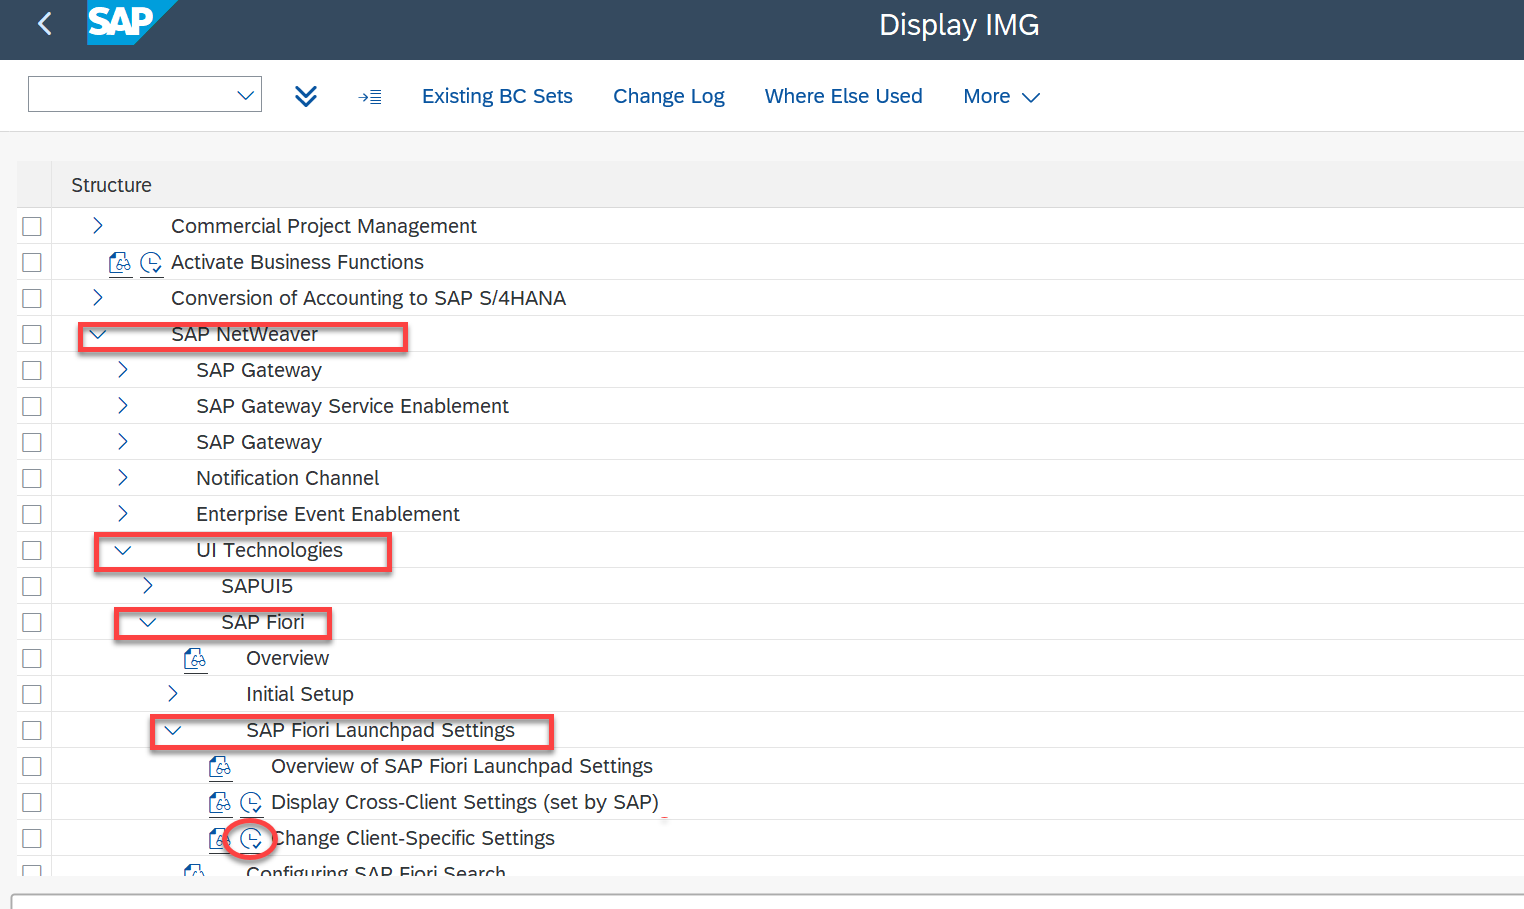 SAP
Display IMG
Existing BC Sets Change Log Where Else Used More
Structure
Commercial Project Management
Activate Business Functions
Conversion of Accounting to SAP S/4HANA
SAP NetWeaver
SAP Gateway
SAP Gateway Service Enablement
SAP Gateway
Notification Channel
Enterprise Event Enablement
UI Technologies
SAPUI5
SAP Fiori
Overview
Initial Setup
SAP Fiori Launchpad Settings
Overview of SAP Fiori Launchpad Settings
Display Cross-Client Settings (set by SAP)
Change Client-Specific Settings
Configuring SAP Fiori Search